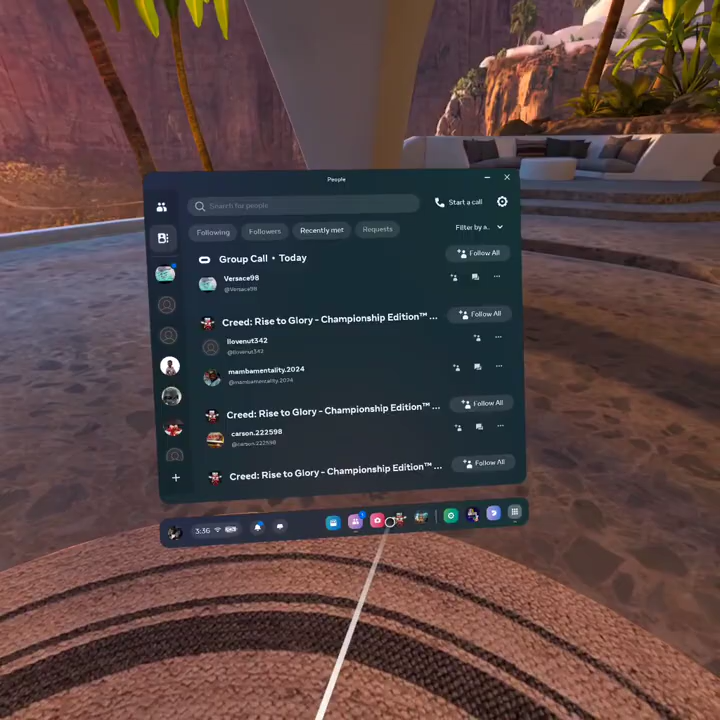 People
Search for people
Start a call
Following
Followers
Recently met
Requests
Filter by a..
Group Call • Today
Follow All
Versace98
@Versace98
Creed: Rise to Glory - Championship Edition™ ...
Follow All
llovenut342
@llovenut342
mambamentality.2024
@mambamentality.2024
Creed: Rise to Glory - Championship Edition™ ...
Follow All
carson.222598
@carson.222598
Creed: Rise to Glory - Championship Edition™ ...
Follow All
3:36